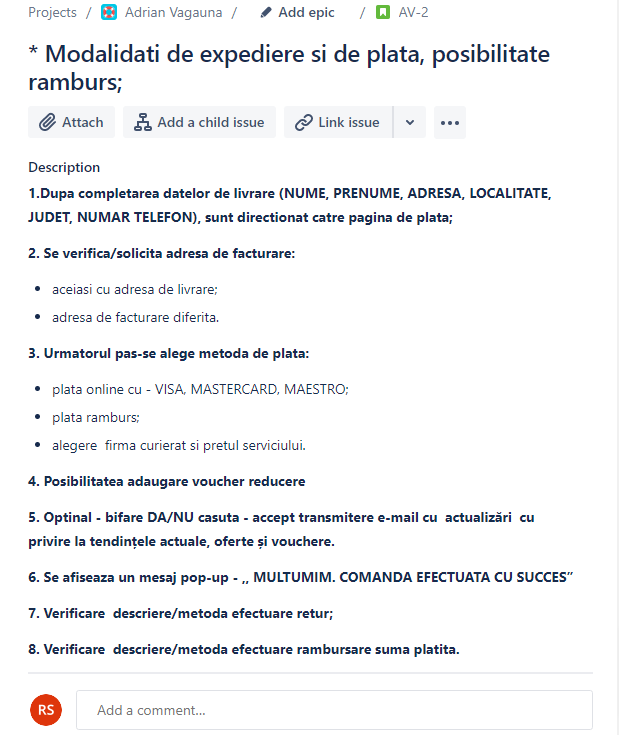 Projects / Adrian Vagauna / Add epic / AV-2
* Modalidati de expediere si de plata, posibilitate
ramburs;
Attach Add a child issue Link issue
Description
1.Dupa completarea datelor de livrare (NUME, PRENUME, ADRESA, LOCALITATE,
JUDET, NUMAR TELEFON), sunt directionat catre pagina de plata;
2. Se verifica/solicita adresa de facturare:
• aceiasi cu adresa de livrare;
• adresa de facturare diferita.
3. Urmatorul pas-se alege metoda de plata:
• plata online cu - VISA, MASTERCARD, MAESTRO;
• plata ramburs;
• alegere firma curierat si pretul serviciului.
4. Posibilitatea adaugare voucher reducere
5. Optinal - bifare DA/NU casuta - accept transmitere e-mail cu actualizări cu
privire la tendințele actuale, oferte și vouchere.
6. Se afiseaza un mesaj pop-up - ,, MULTUMIM. COMANDA EFECTUATA CU SUCCES”
7. Verificare descriere/metoda efectuare retur;
8. Verificare descriere/metoda efectuare rambursare suma platita.
RS Add a comment...